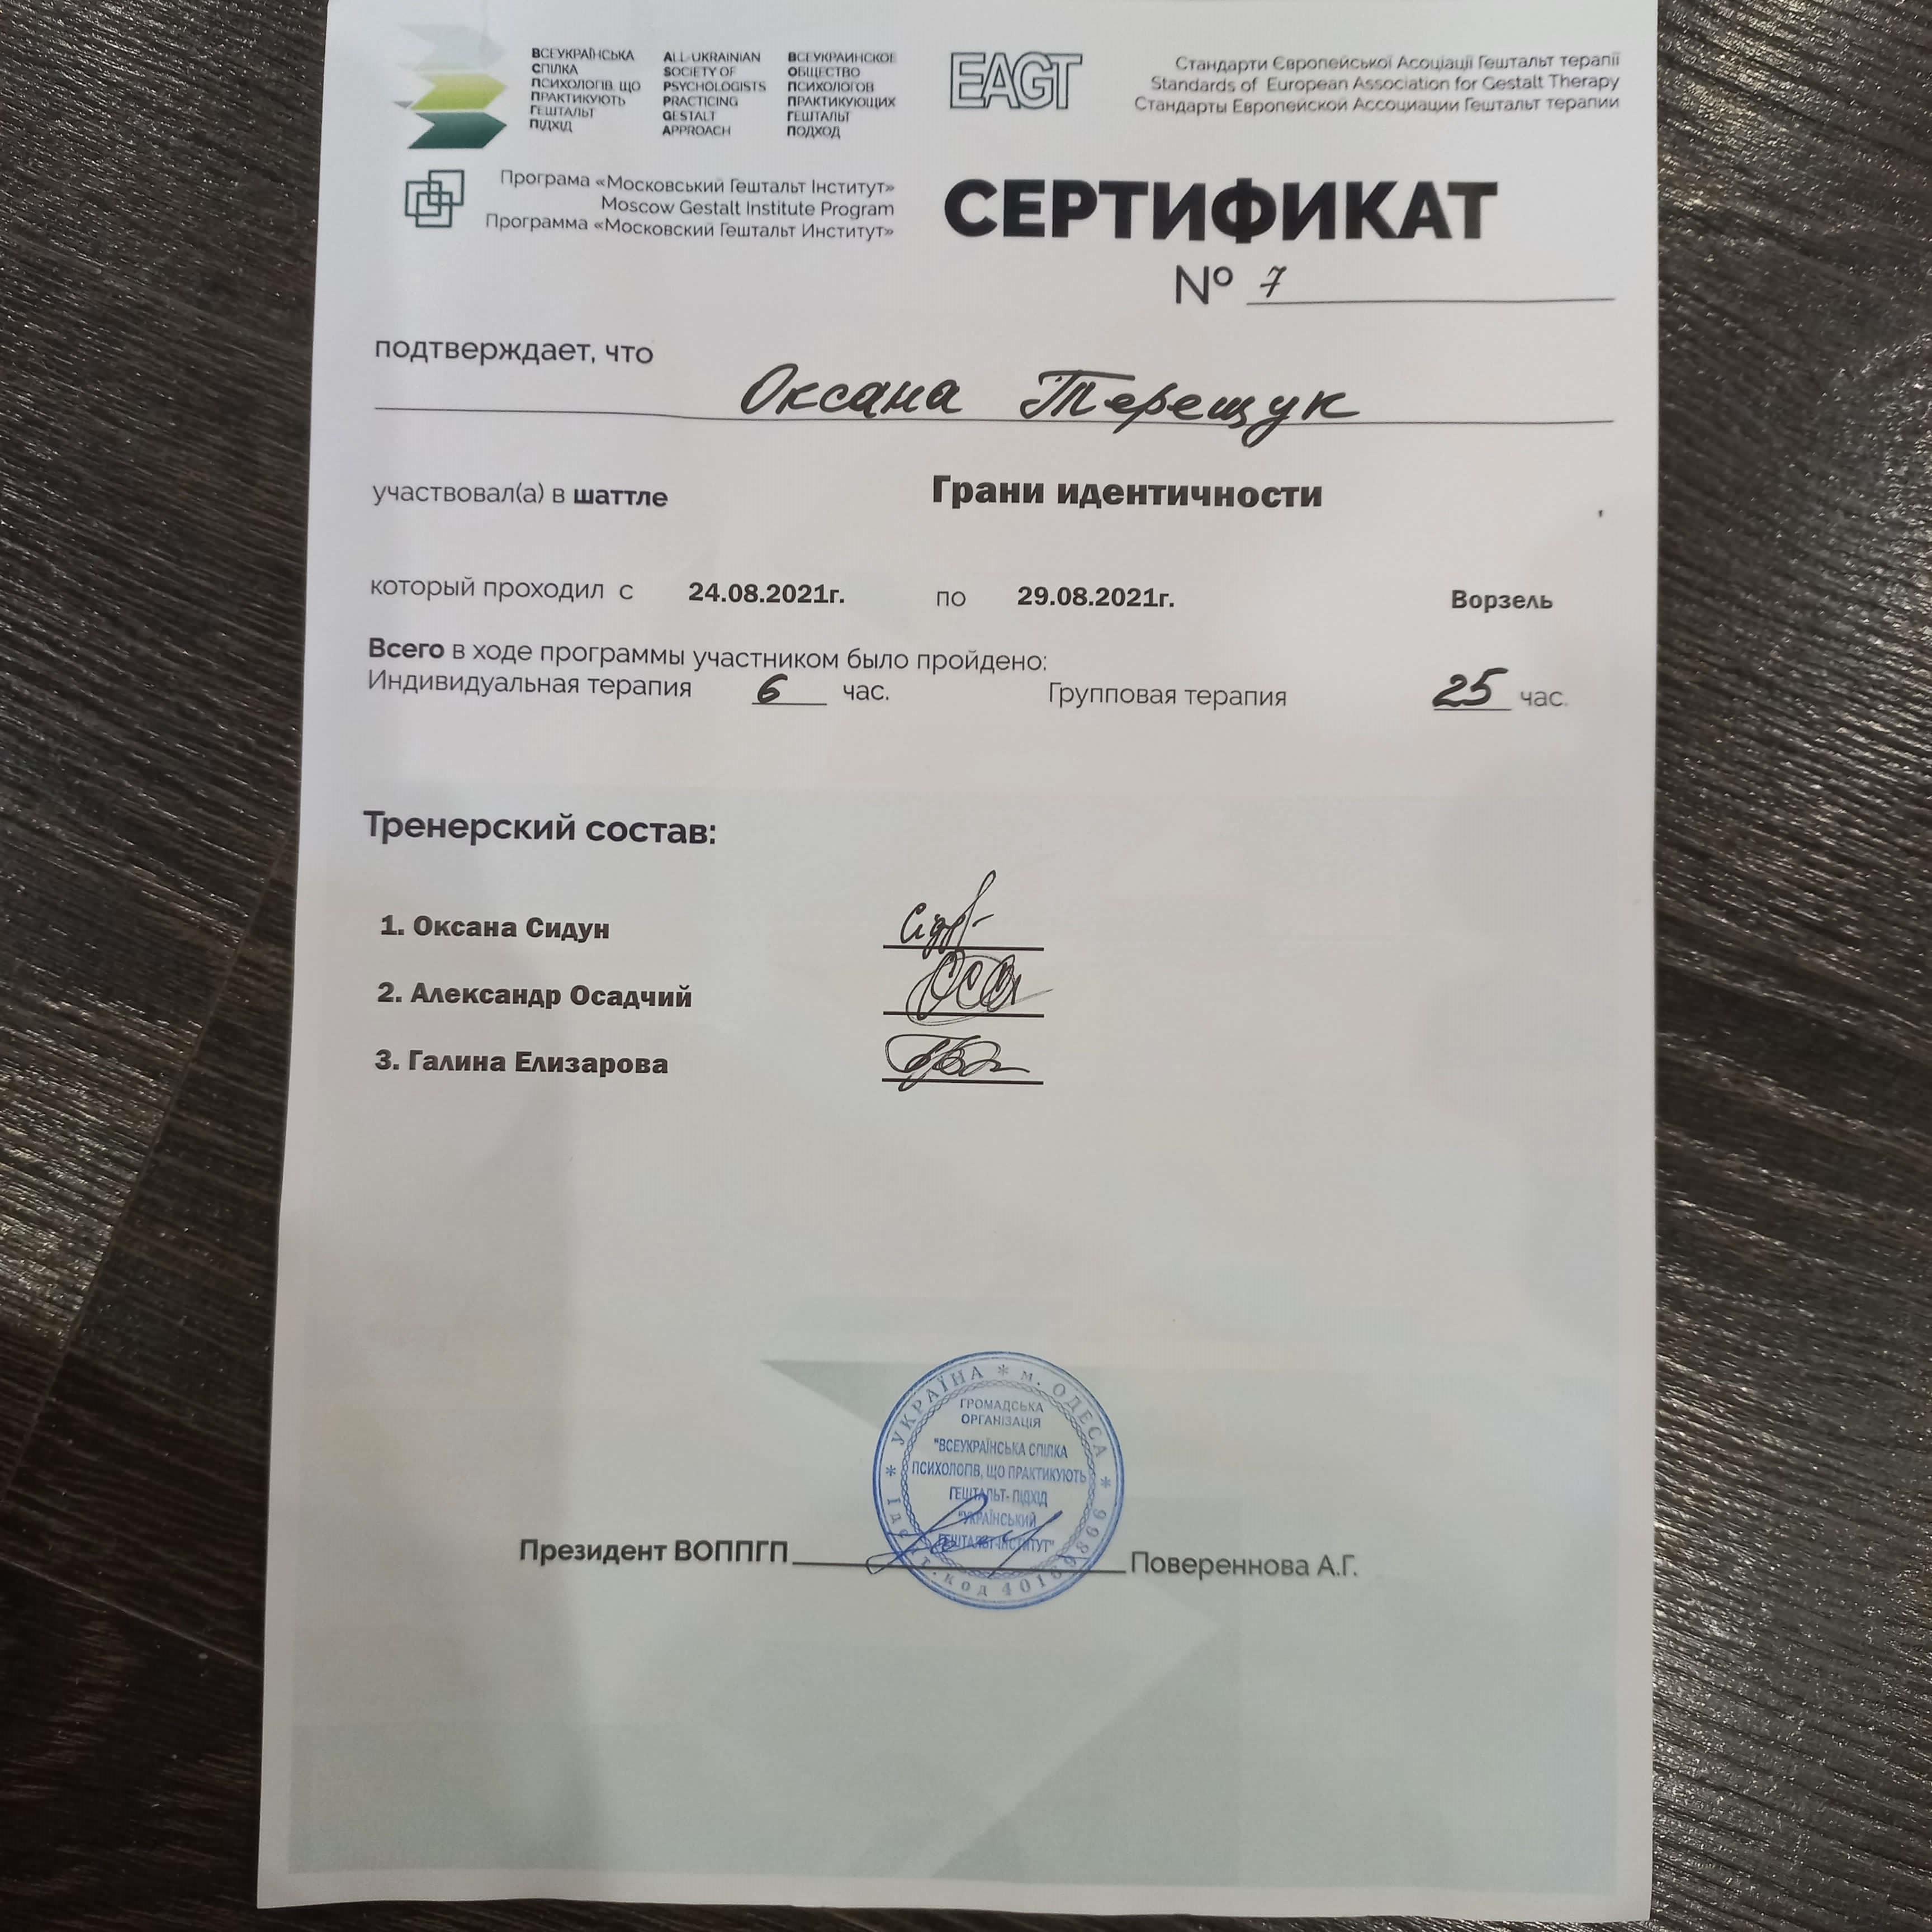 ВСЕУКРАЇНСЬКА
СПІЛКА
ПСИХОЛОГІВ, ЩО
ПРАКТИКУЮТЬ
ГЕШТАЛЬТ
ПІДХІД
ALL-UKRAINIAN
SOCIETY OF
PSYCHOLOGISTS
PRACTICING
GESTALT
APPROACH
ВСЕУКРАИНСКОЕ
ОБЩЕСТВО
ПСИХОЛОГОВ
ПРАКТИКУЮЩИХ
ГЕШТАЛЬТ
ПОДХОД
EAGT
Стандарти Європейської Асоціації Гештальт терапії
Standards of European Association for Gestalt Therapy
Стандарты Европейской Ассоциации Гештальт терапии
Програма «Московський Гештальт Інститут»
Moscow Gestalt Institute Program
Программа «Московский Гештальт Институт»
СЕРТИФИКАТ
№ 7
подтверждает, что
Оксана Терещук
участвовал(а) в шаттле Грани идентичности ,
который проходил с 24.08.2021г. по 29.08.2021г. Ворзель
Всего в ходе программы участником было пройдено:
Индивидуальная терапия 6 час. Групповая терапия 25 час.
Тренерский состав:
1. Оксана Сидун
2. Александр Осадчий
3. Галина Елизарова
* УКРАЇНА * м. ОДЕСА *
ГРОМАДСЬКА
ОРГАНІЗАЦІЯ
"ВСЕУКРАЇНСЬКА СПІЛКА
ПСИХОЛОГІВ, ЩО ПРАКТИКУЮТЬ
ГЕШТАЛЬТ- ПІДХІД
"УКРАЇНСЬКИЙ
ГЕШТАЛЬТ-ІНСТИТУТ"
Президент ВОППГП Повереннова А.Г.